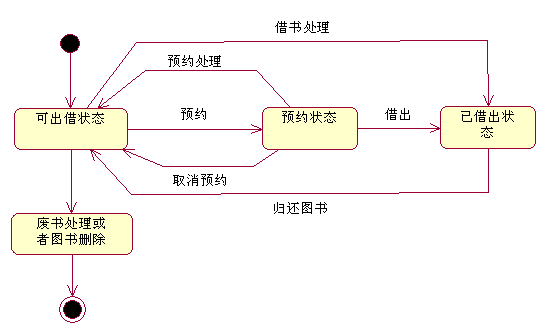 借书处理
预约处理
可出借状态
预约
预约状态
借出
已借出状
态
取消预约
归还图书
废书处理或
者图书删除